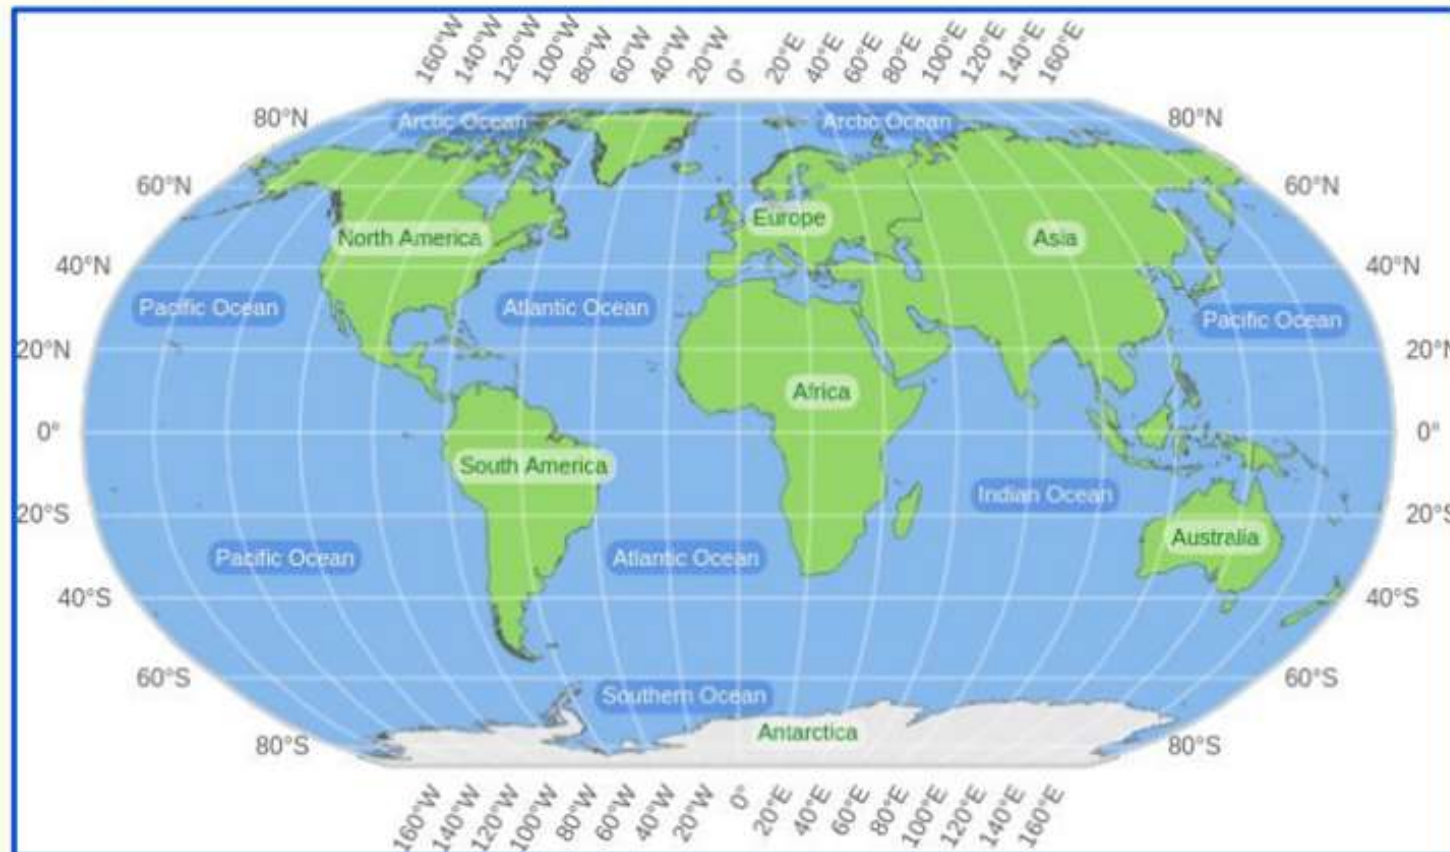 160°W 140°W 120°W 100°W 80°W 60°W 40°W 20°W 0° 20°E 40°E 60°E 80°E 100°E 120°E 140°E 160°E
80°N Arctic Ocean Arctic Ocean 80°N
60°N 60°N
Europe
North America Asia
40°N 40°N
Pacific Ocean Atlantic Ocean Pacific Ocean
20°N 20°N
Africa
0° 0°
South America
Indian Ocean
20°S 20°S
Australia
Pacific Ocean Atlantic Ocean
40°S 40°S
60°S 60°S
Southern Ocean
Antarctica
80°S 80°S
160°W 140°W 120°W 100°W 80°W 60°W 40°W 20°W 0° 20°E 40°E 60°E 80°E 100°E 120°E 140°E 160°E